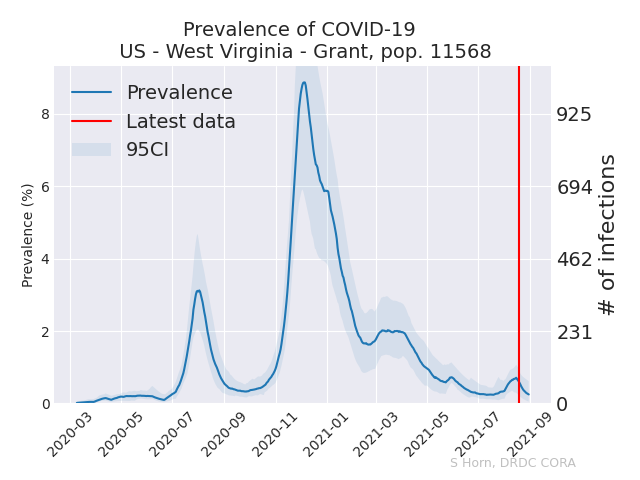 Prevalence of COVID-19
US - West Virginia - Grant, pop. 11568
Prevalence
Latest data
95CI
Prevalence (%)
8
6
4
2
0
925
694
462
231
0
# of infections
2020-03
2020-05
2020-07
2020-09
2020-11
2021-01
2021-03
2021-05
2021-07
2021-09
S Horn, DRDC CORA